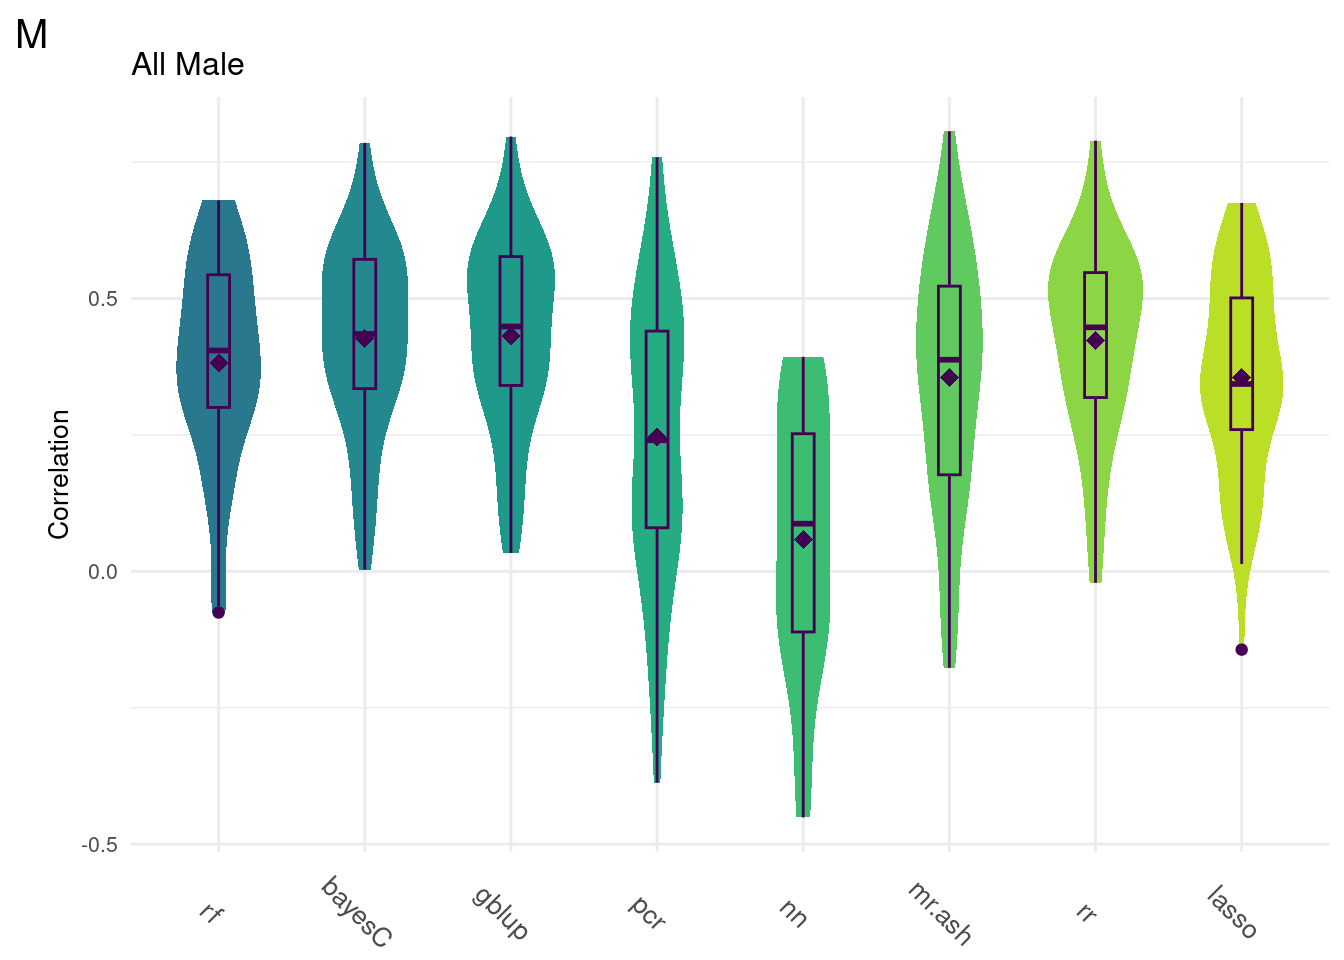 M
All Male
Correlation
0.5
0.0
-0.5
rf
bayesC
gblup
pcr
nn
mr.ash
rr
lasso